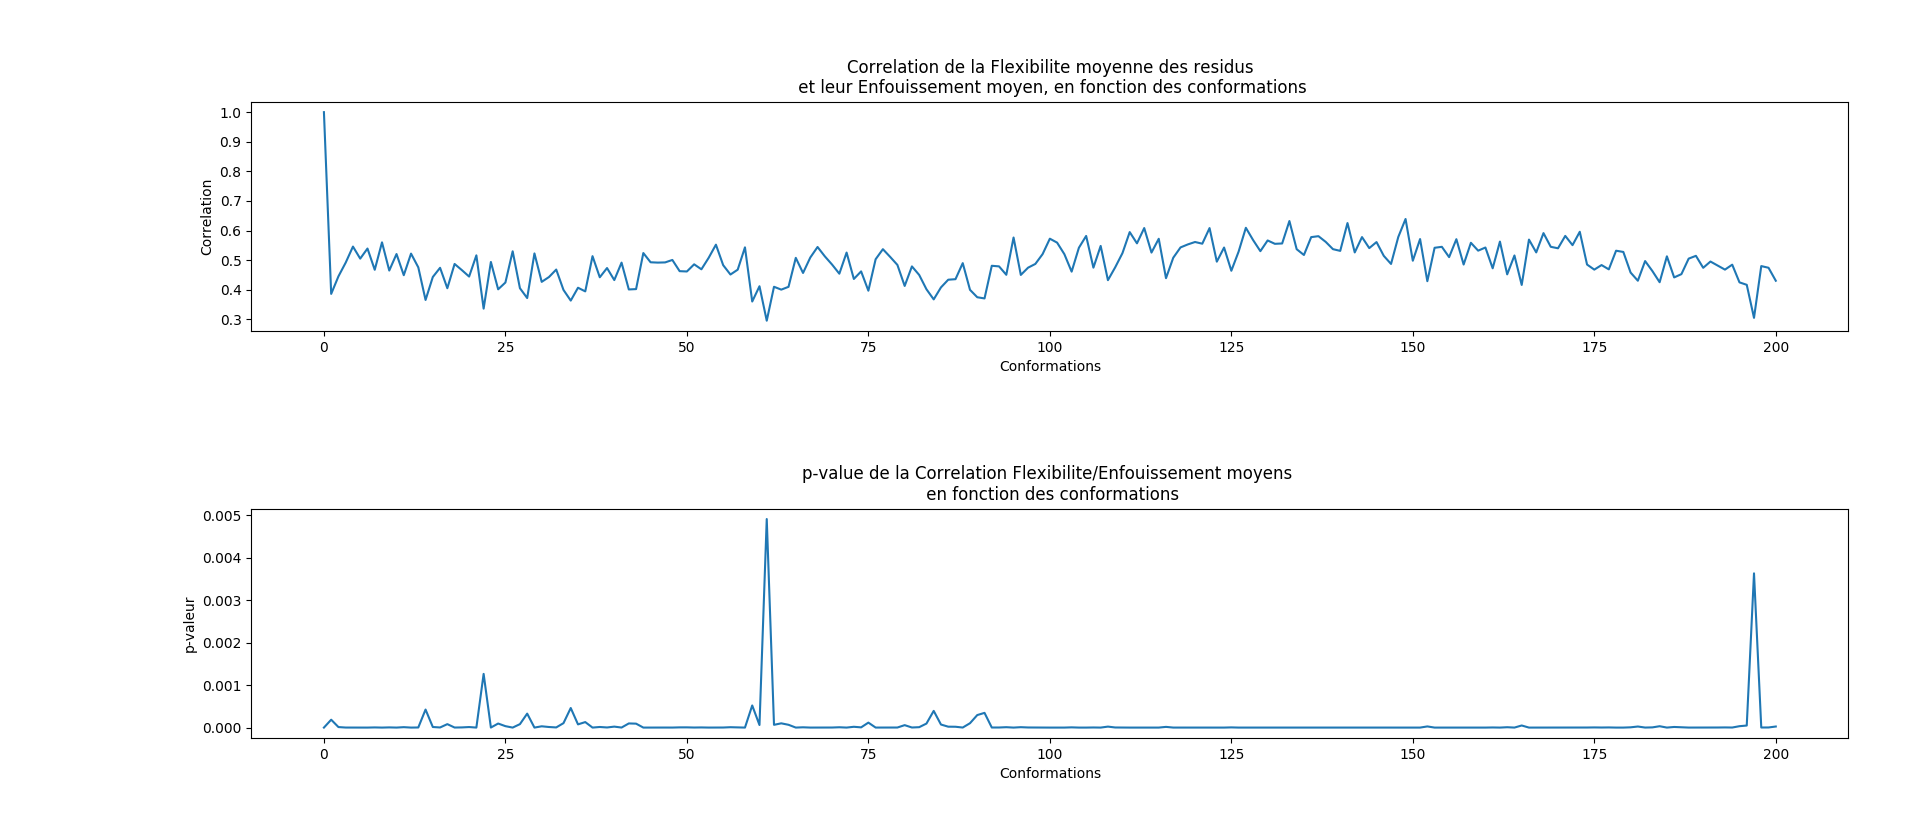 Correlation de la Flexibilite moyenne des residus
et leur Enfouissement moyen, en fonction des conformations
1.0
0.9
0.8
0.7
0.6
0.5
0.4
0.3
Correlation
0 25 50 75 100 125 150 175 200
Conformations
p-value de la Correlation Flexibilite/Enfouissement moyens
en fonction des conformations
0.005
0.004
0.003
0.002
0.001
0.000
p-valeur
0 25 50 75 100 125 150 175 200
Conformations